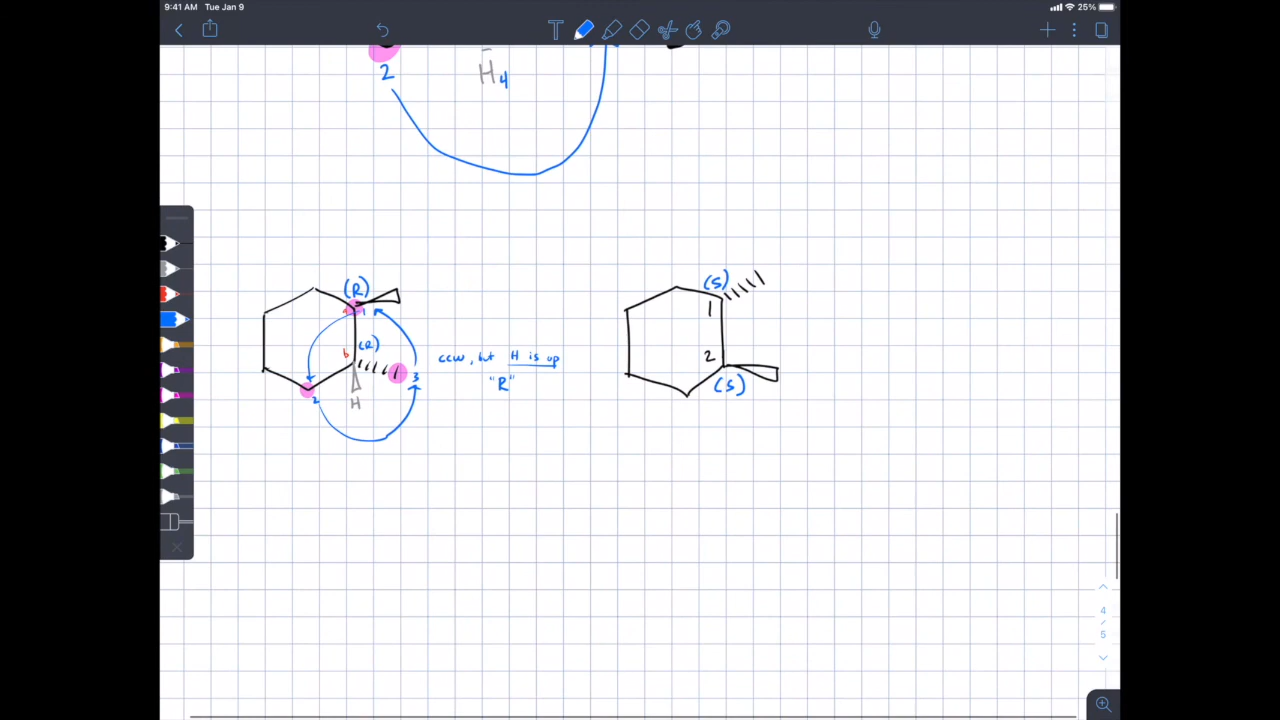 9:41 AM Tue Jan 9
25%
T
2
H 4
(R)
a 1
(R)
b
3
2
H
ccw, but H is up
"R"
(S)
1
2
(S)
4
/
5